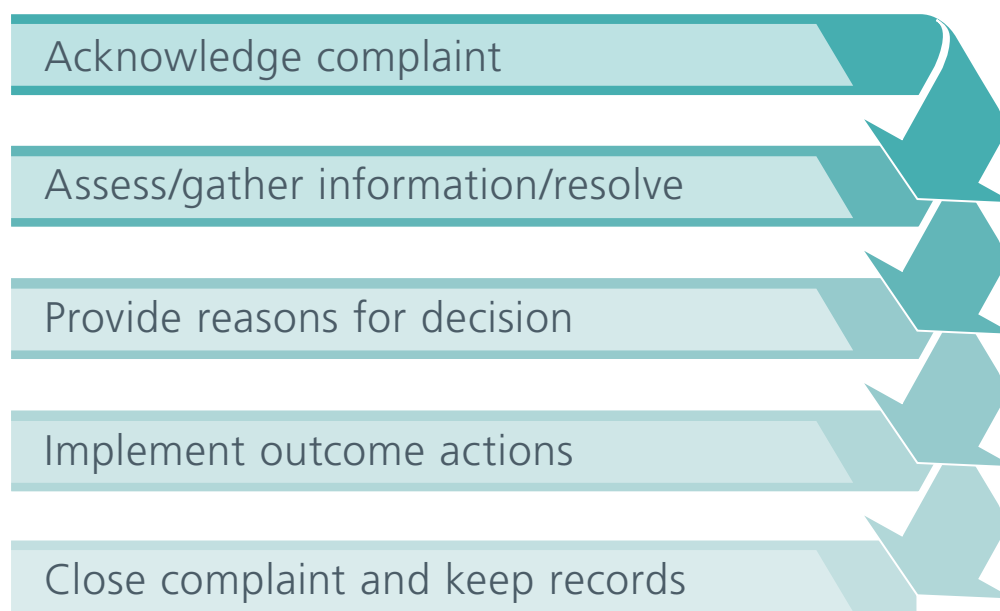 Acknowledge complaint
Assess/gather information/resolve
Provide reasons for decision
Implement outcome actions
Close complaint and keep records